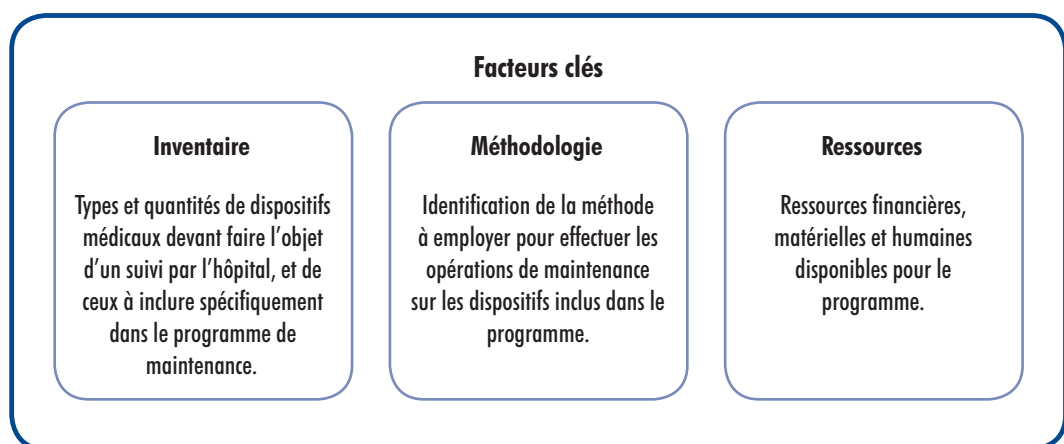 Facteurs clés
Inventaire
Types et quantités de dispositifs
médicaux devant faire l'objet
d'un suivi par l'hôpital, et de
ceux à inclure spécifiquement
dans le programme de
maintenance.
Méthodologie
Identification de la méthode
à employer pour effectuer les
opérations de maintenance
sur les dispositifs inclus dans le
programme.
Ressources
Ressources financières,
matérielles et humaines
disponibles pour le
programme.